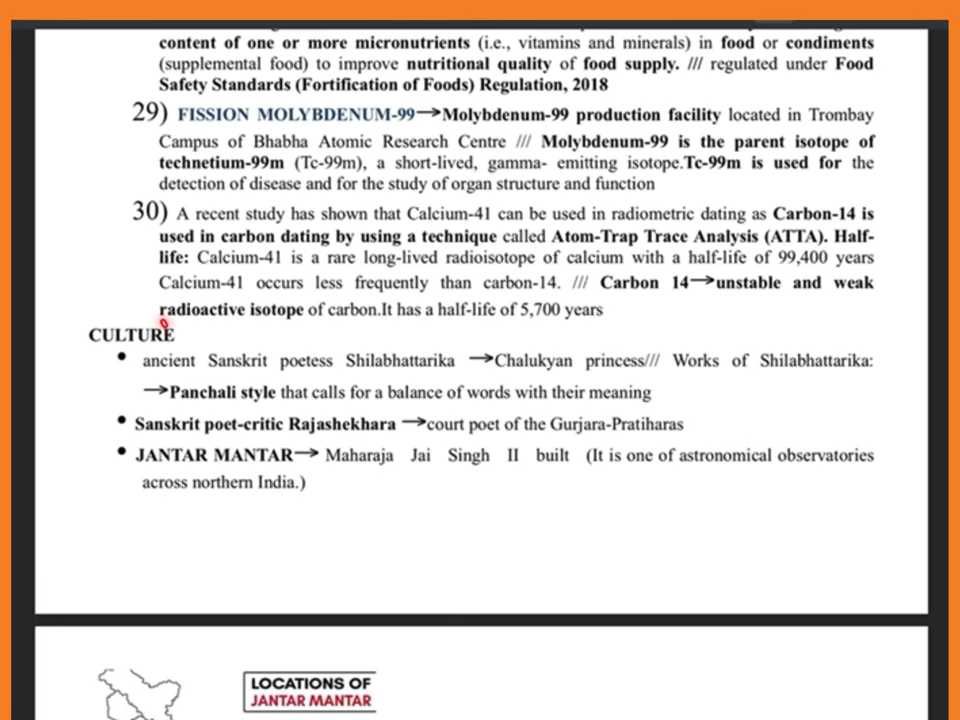 content of one or more micronutrients (i.e., vitamins and minerals) in food or condiments
(supplemental food) to improve nutritional quality of food supply. /// regulated under Food
Safety Standards (Fortification of Foods) Regulation, 2018
29) FISSION MOLYBDENUM-99→Molybdenum-99 production facility located in Trombay
Campus of Bhabha Atomic Research Centre /// Molybdenum-99 is the parent isotope of
technetium-99m (Tc-99m), a short-lived, gamma- emitting isotope.Tc-99m is used for the
detection of disease and for the study of organ structure and function
30) A recent study has shown that Calcium-41 can be used in radiometric dating as Carbon-14 is
used in carbon dating by using a technique called Atom-Trap Trace Analysis (ATTA). Half-
life: Calcium-41 is a rare long-lived radioisotope of calcium with a half-life of 99,400 years
Calcium-41 occurs less frequently than carbon-14. /// Carbon 14→unstable and weak
radioactive isotope of carbon.It has a half-life of 5,700 years
CULTURE
• ancient Sanskrit poetess Shilabhattarika →Chalukyan princess/// Works of Shilabhattarika:
→Panchali style that calls for a balance of words with their meaning
• Sanskrit poet-critic Rajashekhara →court poet of the Gurjara-Pratiharas
• JANTAR MANTAR→ Maharaja Jai Singh II built (It is one of astronomical observatories
across northern India.)
LOCATIONS OF
JANTAR MANTAR